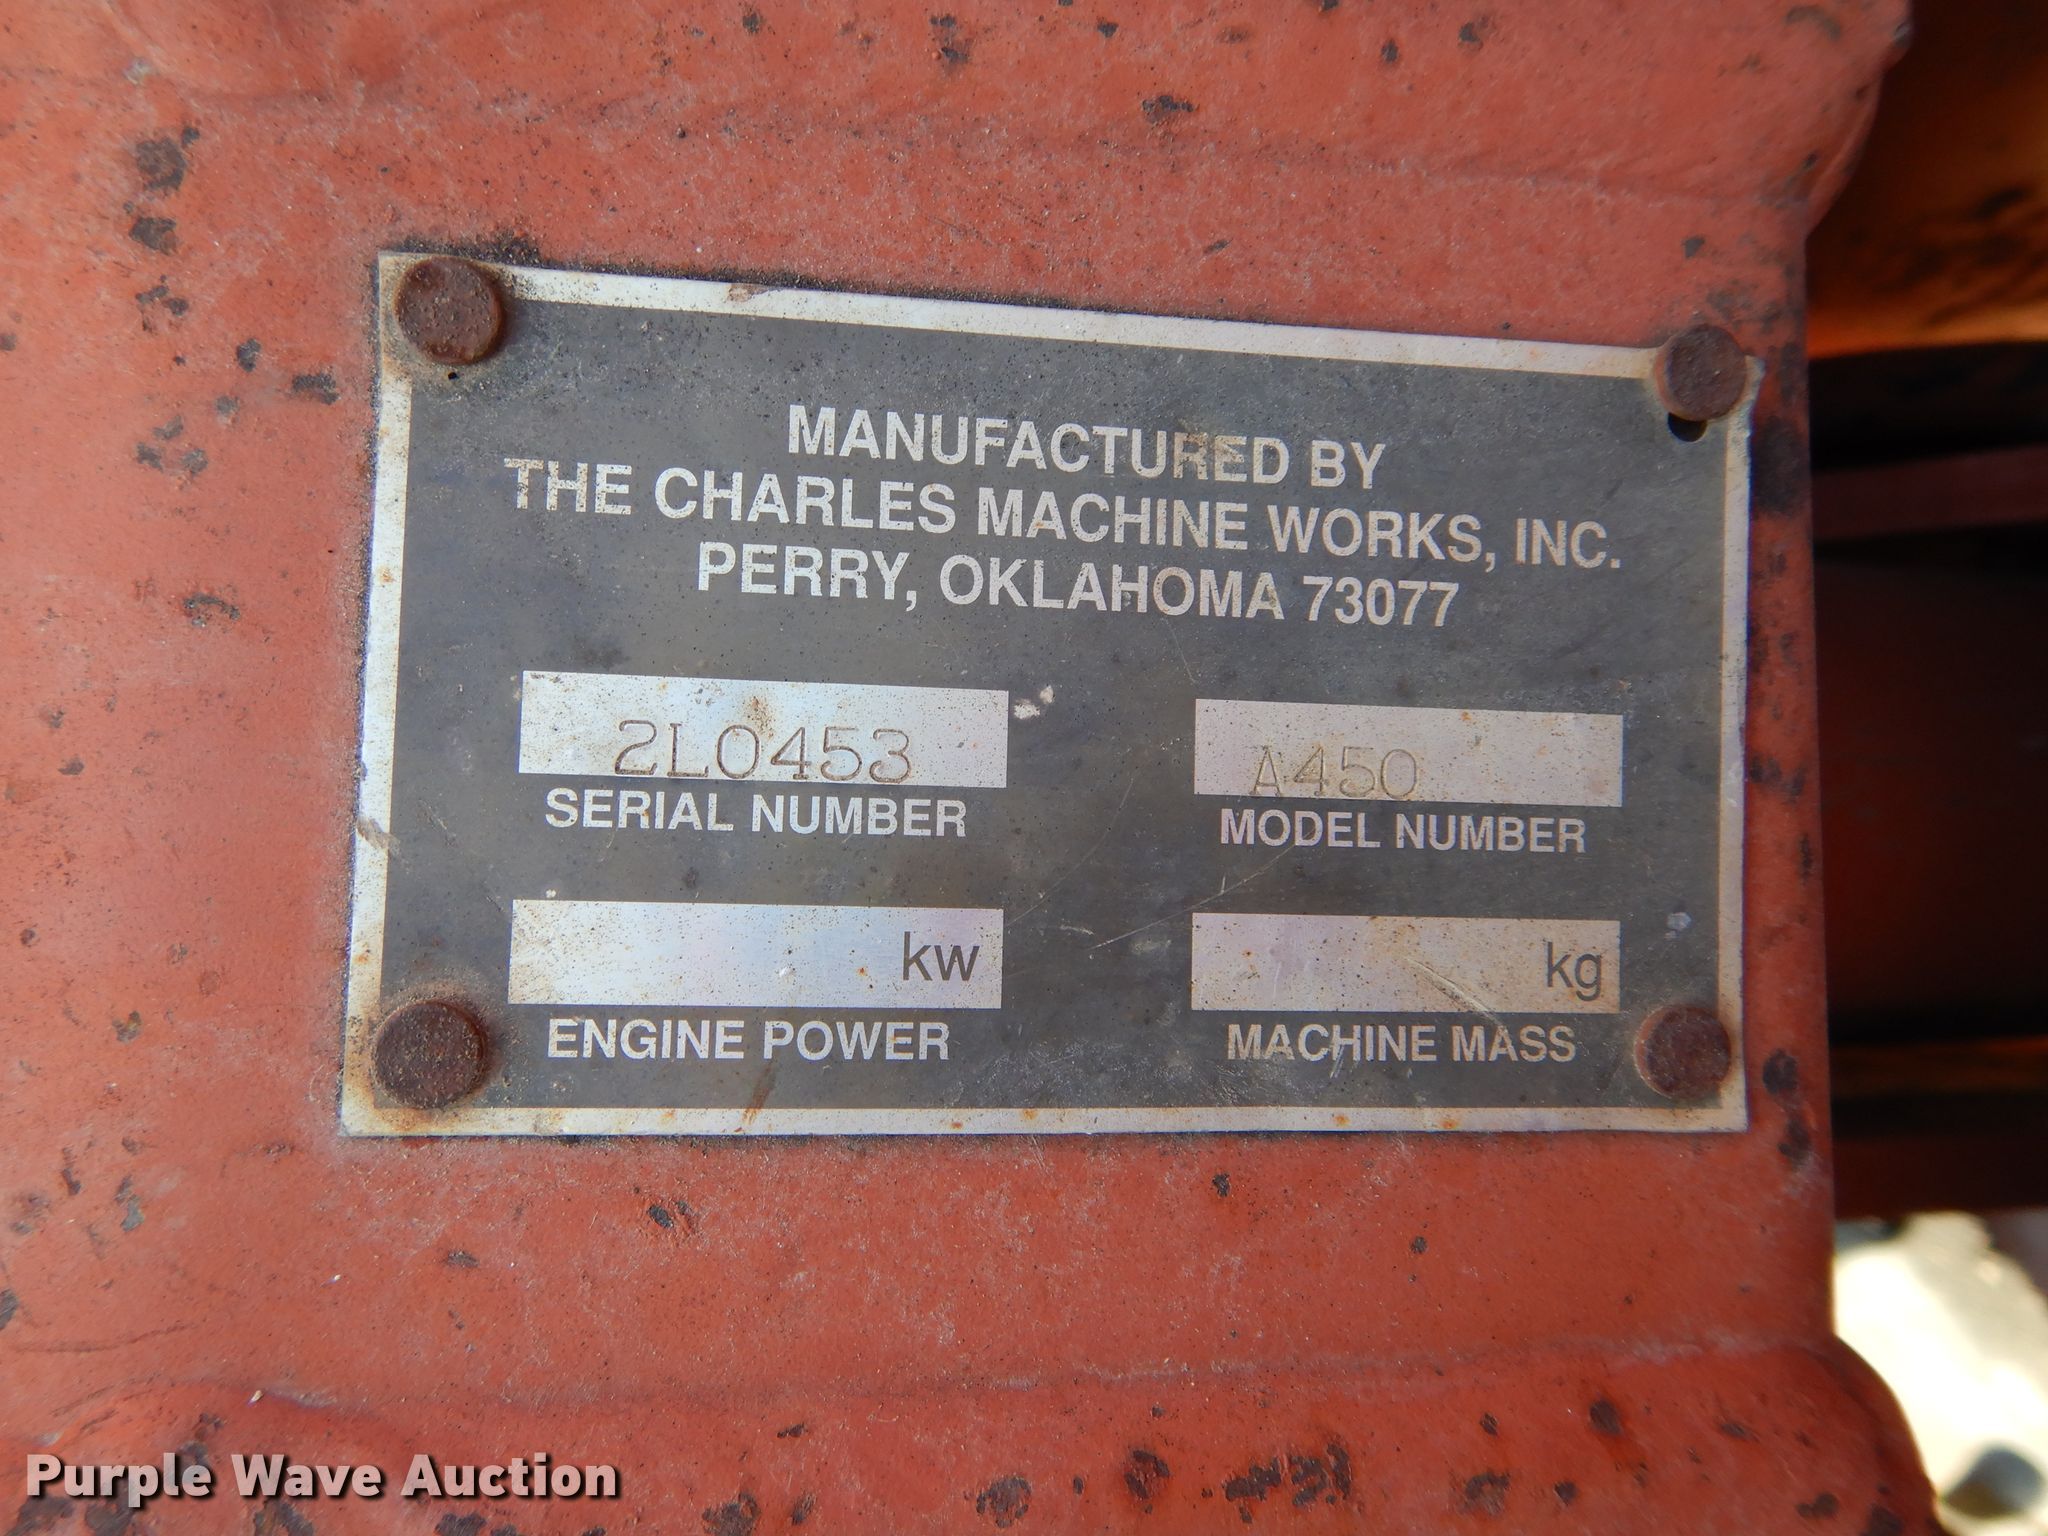 MANUFACTURED BY
THE CHARLES MACHINE WORKS, INC.
PERRY, OKLAHOMA 73077
2L0453
SERIAL NUMBER
A450
MODEL NUMBER
kw
ENGINE POWER
kg
MACHINE MASS
Purple Wave Auction